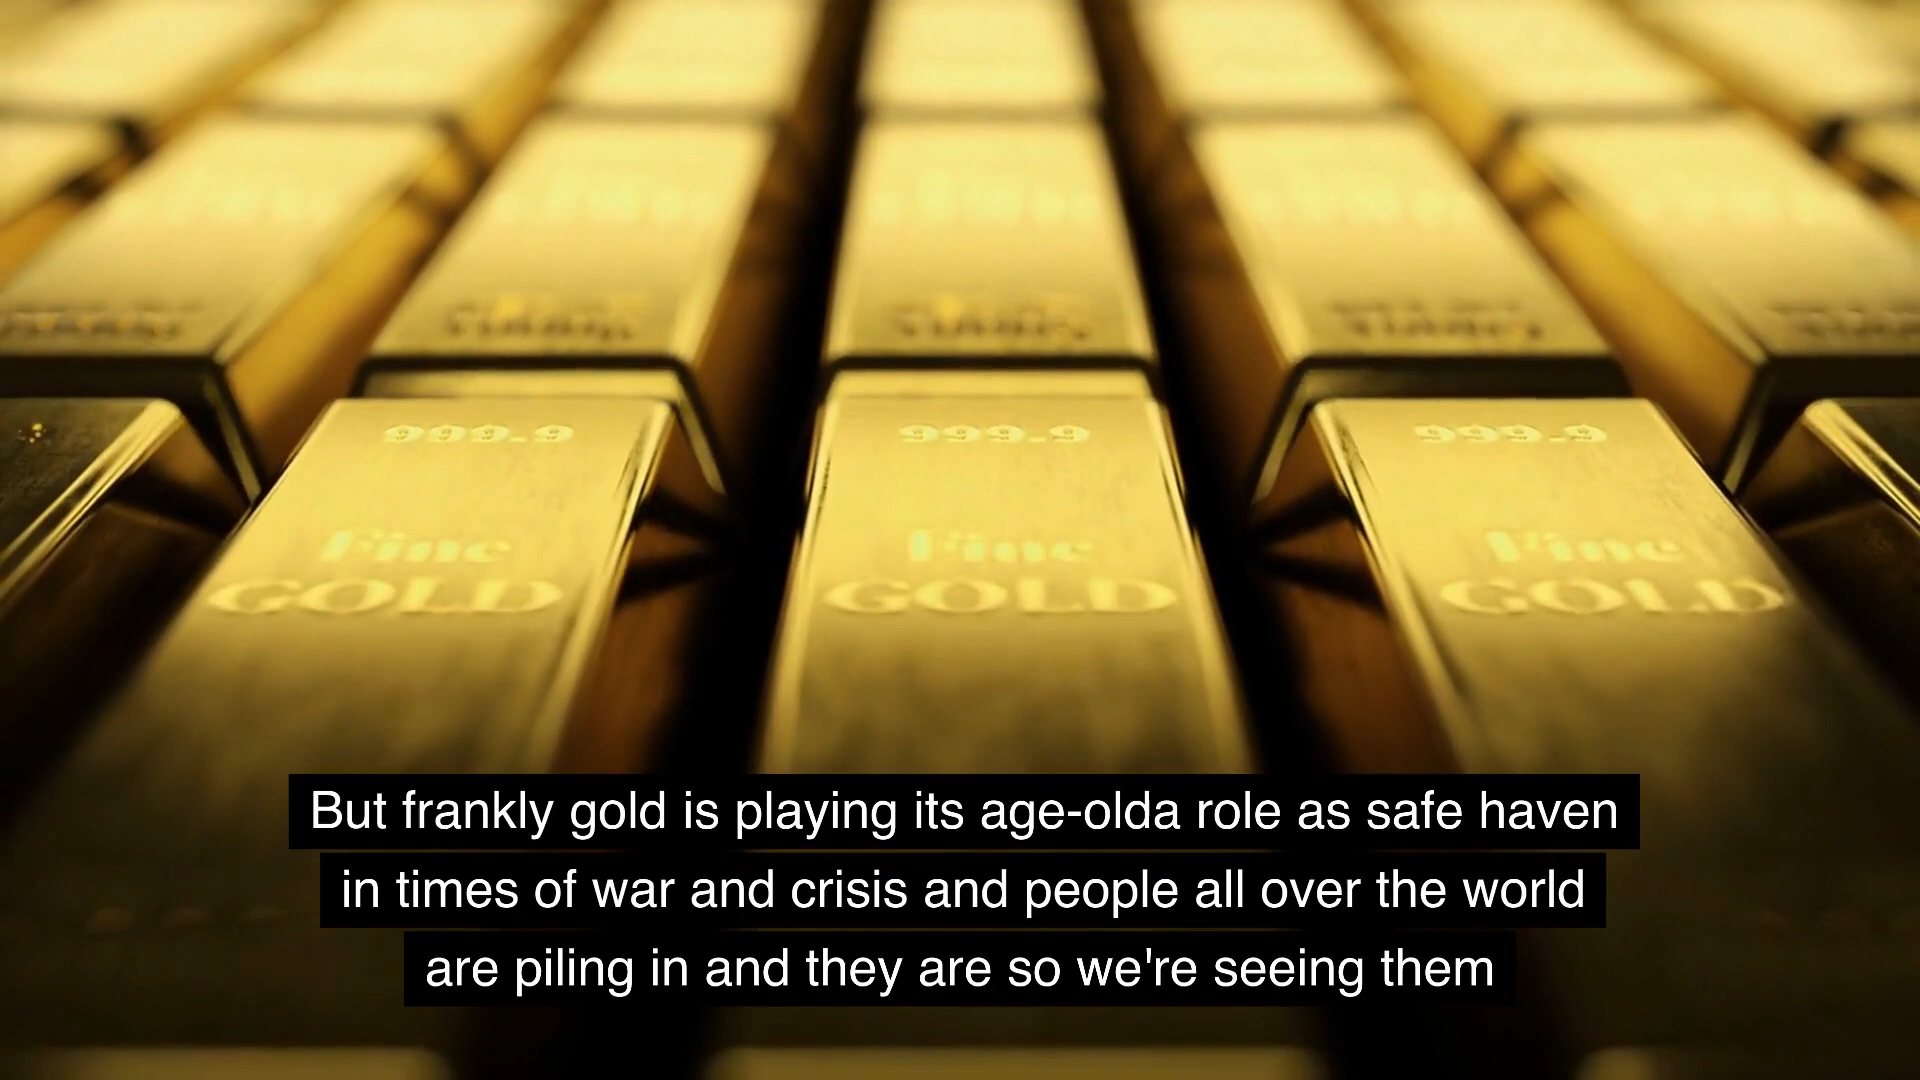 999.9 999.9 999.9
Fine Fine Fine
GOLD GOLD GOLD
But frankly gold is playing its age-olda role as safe haven
in times of war and crisis and people all over the world
are piling in and they are so we're seeing them